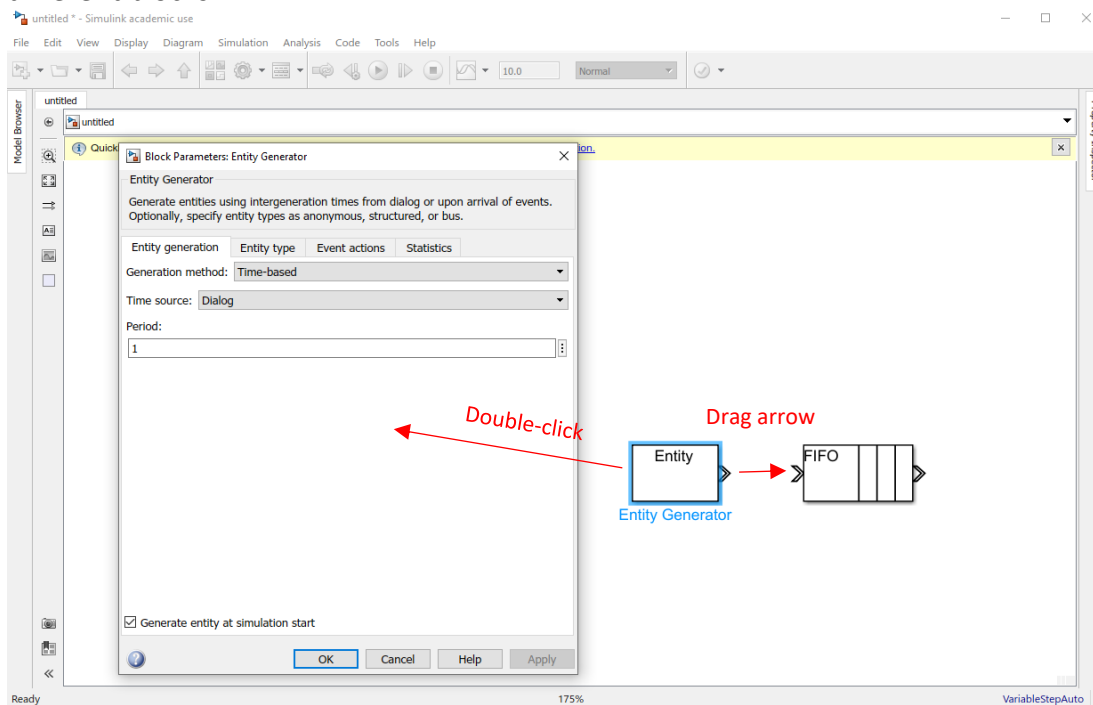 untitled * - Simulink academic use
File Edit View Display Diagram Simulation Analysis Code Tools Help
10.0
Normal
untitled
untitled
Model Browser
Quick
ion.
Block Parameters: Entity Generator
Entity Generator
Generate entities using intergeneration times from dialog or upon arrival of events.
Optionally, specify entity types as anonymous, structured, or bus.
Entity generation Entity type Event actions Statistics
Generation method: Time-based
Time source: Dialog
Period:
1
Double-click
Drag arrow
Entity
FIFO
Entity Generator
Generate entity at simulation start
OK Cancel Help Apply
Ready 175% VariableStepAuto